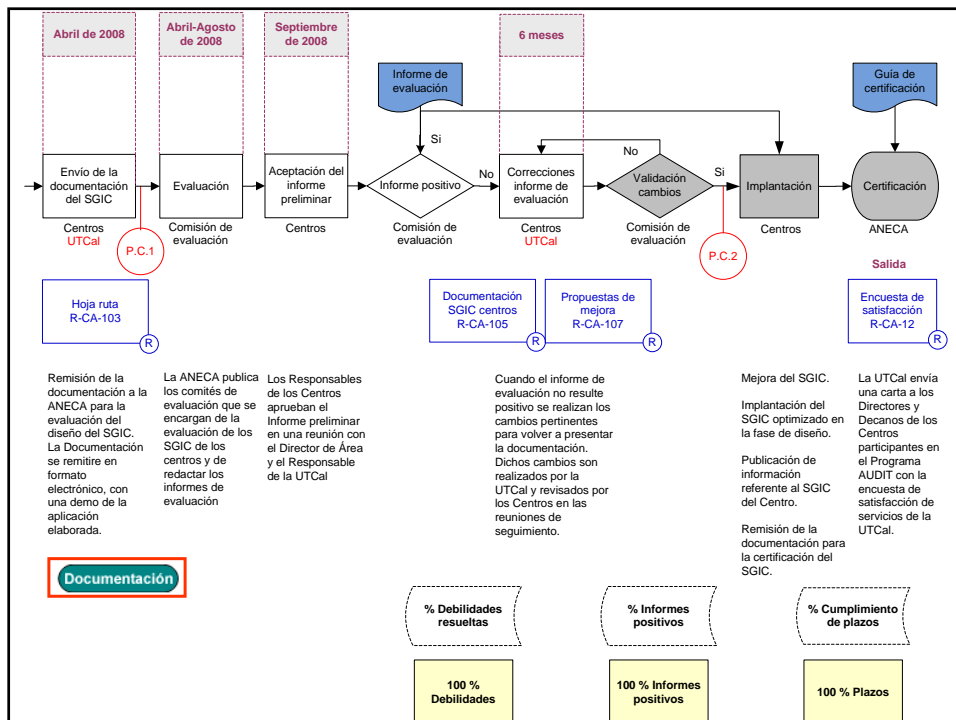 Abril de 2008
Abril-Agosto
de 2008
Septiembre
de 2008
6 meses
Informe de
evaluación
Guía de
certificación
Si
No
Envío de la
documentación
del SGIC
Evaluación
Aceptación del
informe
preliminar
Informe positivo
No
Correcciones
informe de
evaluación
Validación
cambios
Si
Implantación
Certificación
Centros
UTCal
P.C.1
Comisión de
evaluación
Centros
Comisión de
evaluación
Centros
UTCal
Comisión de
evaluación
P.C.2
Centros
ANECA
Salida
Hoja ruta
R-CA-103
R
Documentación
SGIC centros
R-CA-105
R
Propuestas de
mejora
R-CA-107
R
Encuesta de
satisfacción
R-CA-12
R
Remisión de la
documentación a la
ANECA para la
evaluación del
diseño del SGIC.
La Documentación
se remitire en
formato
electrónico, con
una demo de la
aplicación
elaborada.
La ANECA publica
los comités de
evaluación que se
encargan de la
evaluación de los
SGIC de los
centros y de
redactar los
informes de
evaluación
Los Responsables
de los Centros
aprueban el
Informe preliminar
en una reunión con
el Director de Área
y el Responsable
de la UTCal
Cuando el informe de
evaluación no resulte
positivo se realizan los
cambios pertinentes
para volver a presentar
la documentación.
Dichos cambios son
realizados por la
UTCal y revisados por
los Centros en las
reuniones de
seguimiento.
Mejora del SGIC.
Implantación del
SGIC optimizado en
la fase de diseño.
Publicación de
información
referente al SGIC
del Centro.
Remisión de la
documentación para
la certificación del
SGIC.
La UTCal envía
una carta a los
Directores y
Decanos de los
Centros
participantes en
el Programa
AUDIT con la
encuesta de
satisfacción de
servicios de la
UTCal.
Documentación
% Debilidades
resueltas
% Informes
positivos
% Cumplimiento
de plazos
100 %
Debilidades
100 % Informes
positivos
100 % Plazos